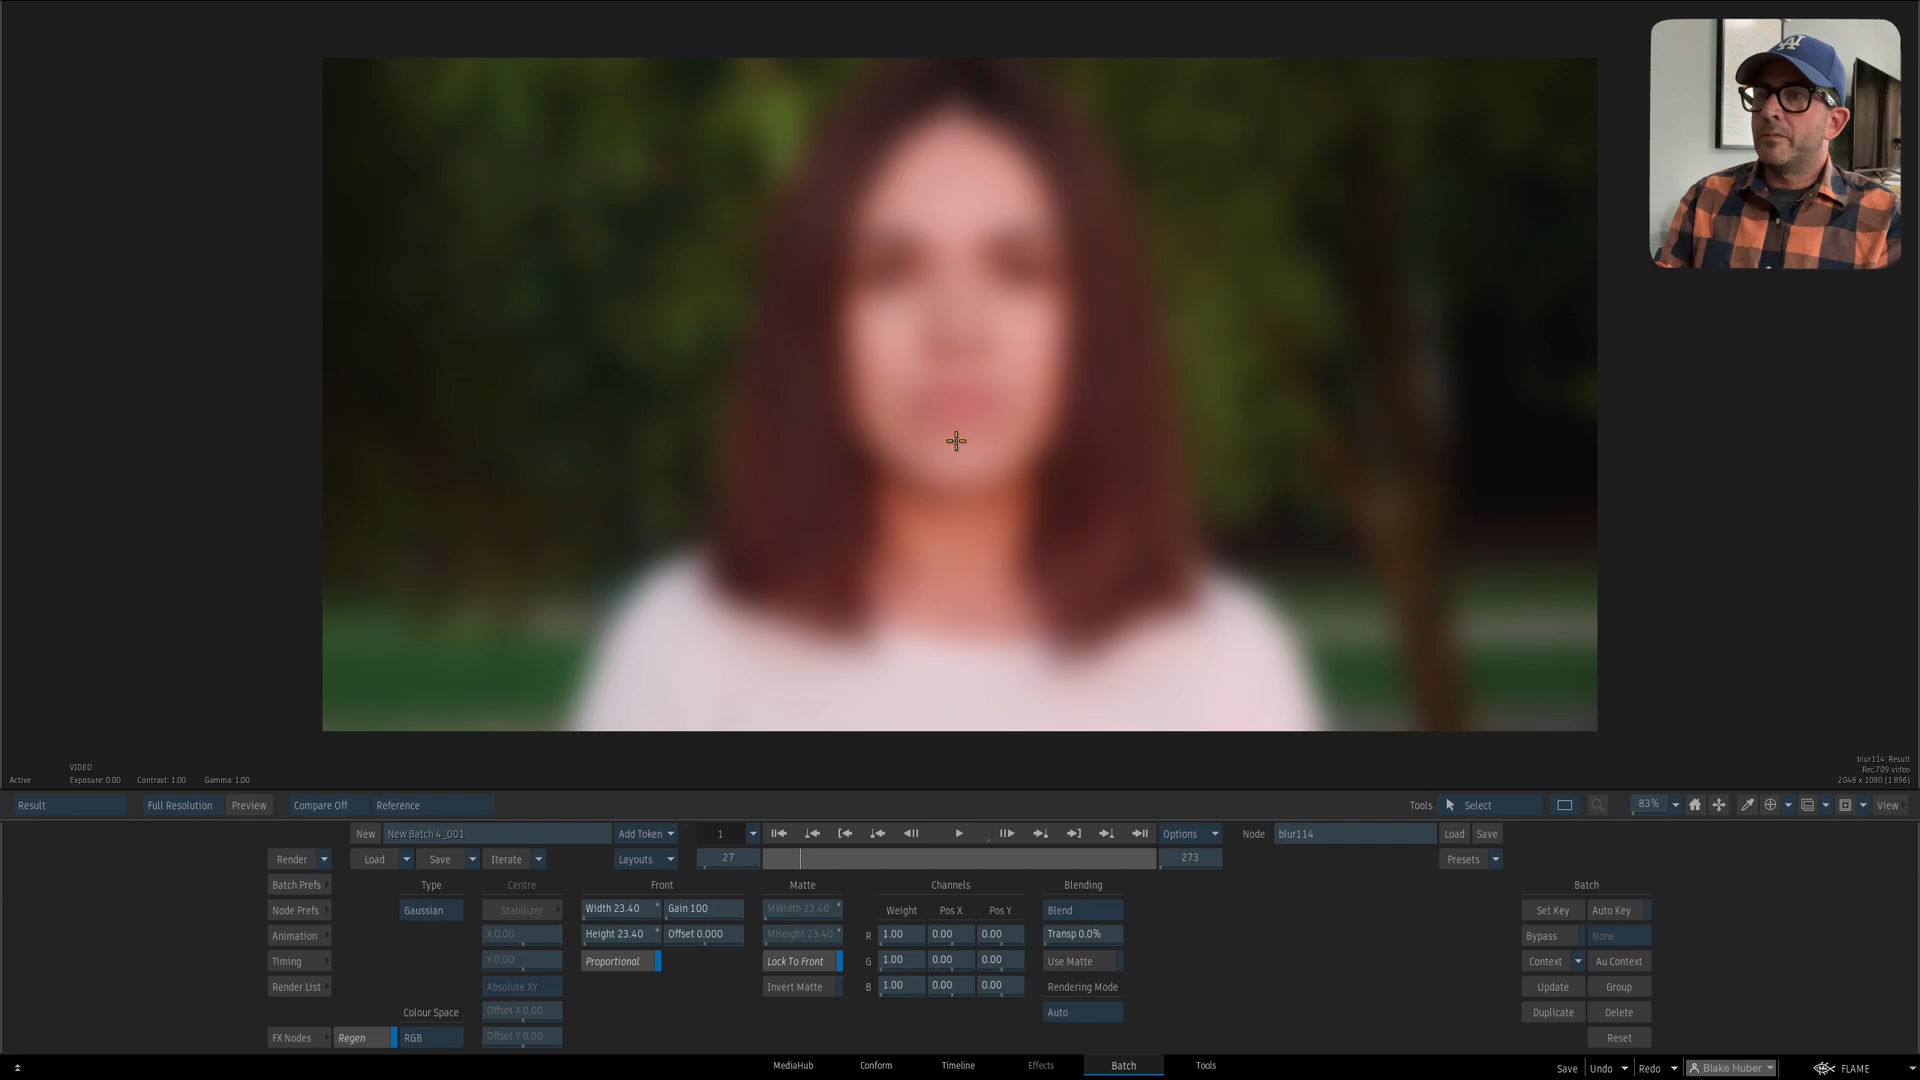 VIDEO
Active Exposure: 0.00 Contrast: 1.00 Gamma: 1.00
blur114: Result
Rec.709 video
2048 x 1080 (1.896)
Result Full Resolution Preview Compare Off Reference Tools Select 83% View
New New Batch 4_001 Add Token 1 Options Node blur114 Load Save
Render Load Save Iterate Layouts 27 273 Presets
Batch Prefs Type Centre Front Matte Channels Blending Batch
Node Prefs Gaussian Stabilizer Width 23.40 Gain 100 MWidth 23.40 Weight Pos X Pos Y Blend Set Key Auto Key
Animation X 0.00 Height 23.40 Offset 0.000 MHeight 23.40 R 1.00 0.00 0.00 Transp 0.0% Bypass None
Timing Y 0.00 Proportional Lock To Front G 1.00 0.00 0.00 Use Matte Context Au Context
Render List Absolute XY Invert Matte B 1.00 0.00 0.00 Rendering Mode Update Group
Colour Space Offset X 0.00 Auto Duplicate Delete
FX Nodes Regen RGB Offset Y 0.00 Reset
MediaHub Conform Timeline Effects Batch Tools Save Undo Redo Blake Huber FLAME